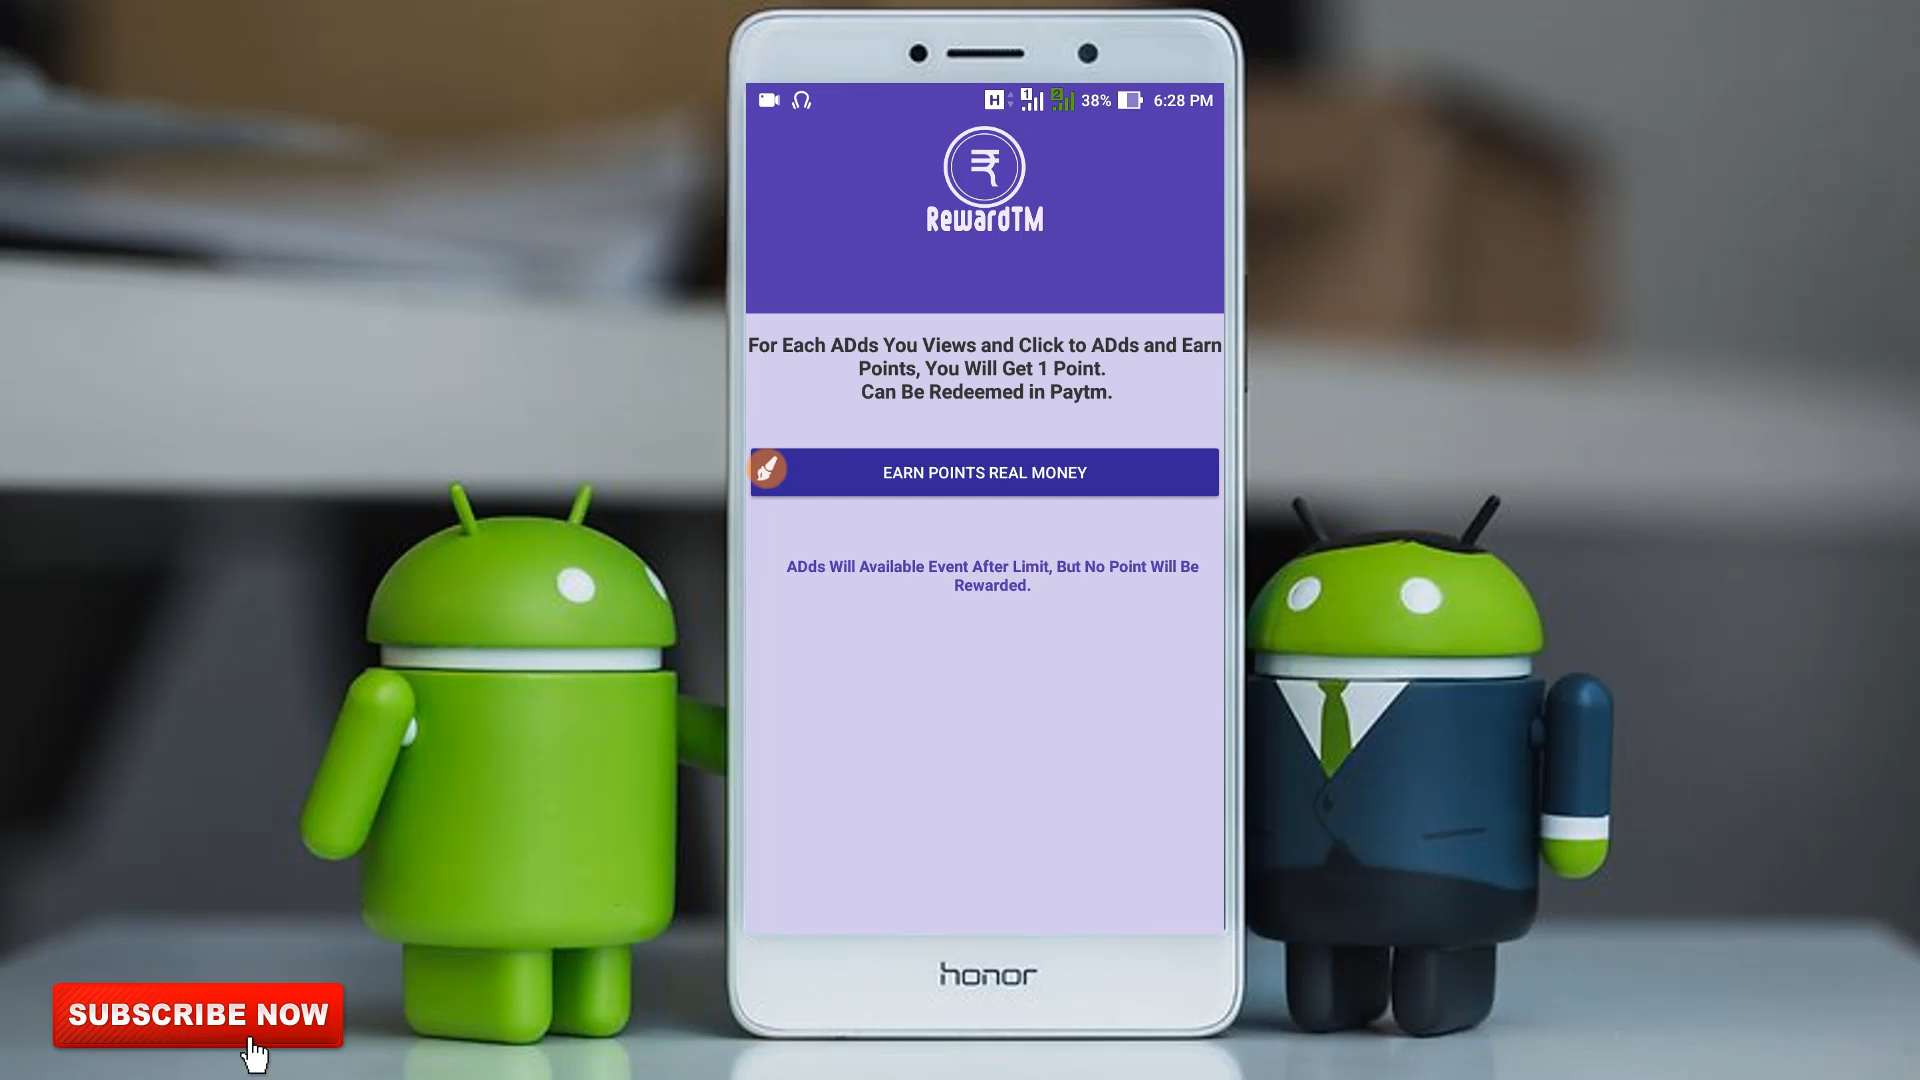 H 1 2 38% 6:28 PM
₹
RewardTM
For Each ADds You Views and Click to ADds and Earn
Points, You Will Get 1 Point.
Can Be Redeemed in Paytm.
EARN POINTS REAL MONEY
ADds Will Available Event After Limit, But No Point Will Be
Rewarded.
honor
SUBSCRIBE NOW